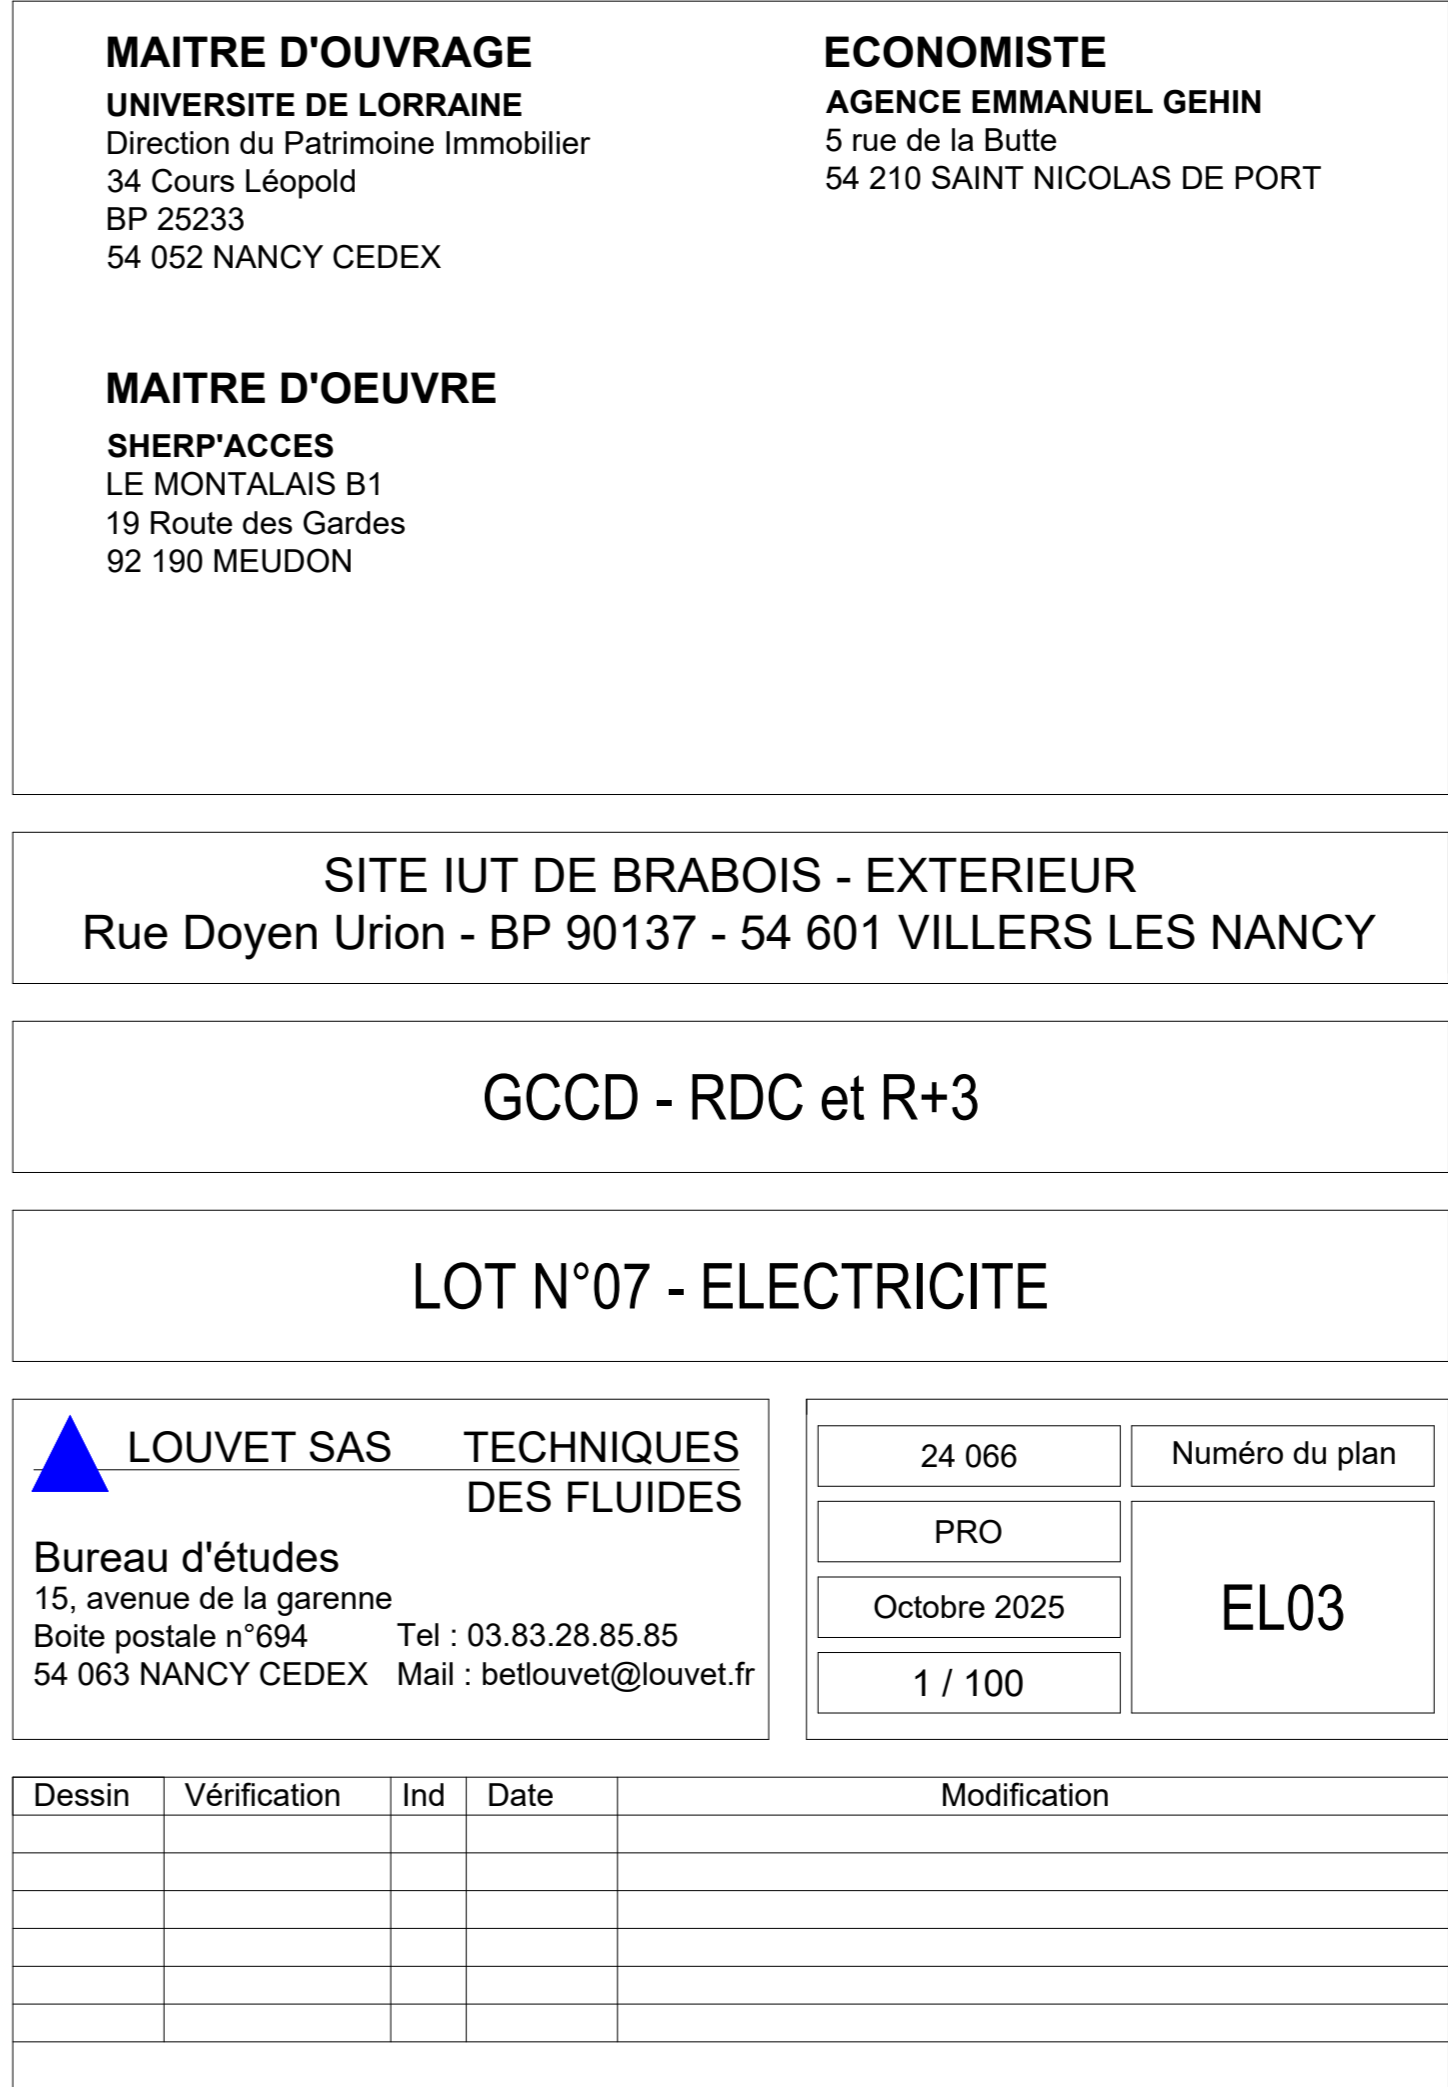 MAITRE D'OUVRAGE
UNIVERSITE DE LORRAINE
Direction du Patrimoine Immobilier
34 Cours Léopold
BP 25233
54 052 NANCY CEDEX
ECONOMISTE
AGENCE EMMANUEL GEHIN
5 rue de la Butte
54 210 SAINT NICOLAS DE PORT
MAITRE D'OEUVRE
SHERP'ACCES
LE MONTALAIS B1
19 Route des Gardes
92 190 MEUDON
SITE IUT DE BRABOIS - EXTERIEUR
Rue Doyen Urion - BP 90137 - 54 601 VILLERS LES NANCY
GCCD - RDC et R+3
LOT N°07 - ELECTRICITE
LOUVET SAS TECHNIQUES
DES FLUIDES
Bureau d'études
15, avenue de la garenne
Boite postale n°694 Tel : 03.83.28.85.85
54 063 NANCY CEDEX Mail : betlouvet@louvet.fr
24 066
PRO
Octobre 2025
1 / 100
Numéro du plan
EL03
Dessin Vérification Ind Date Modification